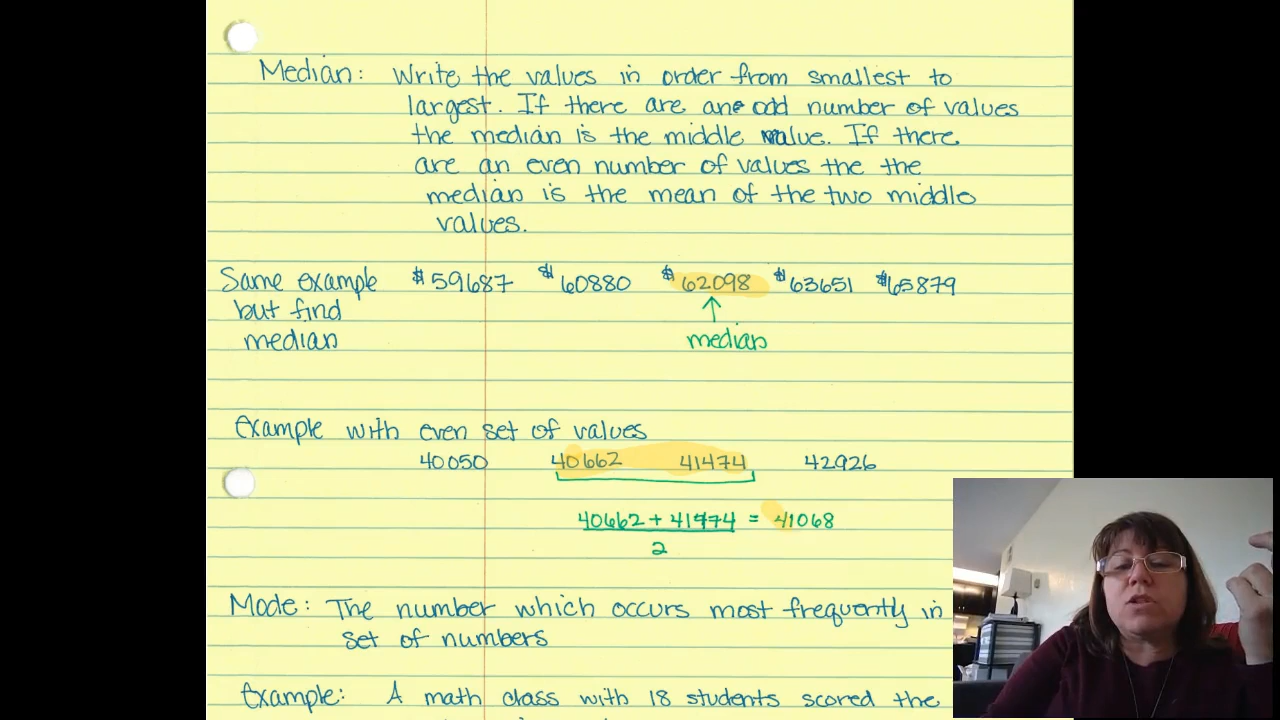 Median: Write the values in order from smallest to
largest. If there are an odd number of values
the median is the middle value. If there
are an even number of values the the
median is the mean of the two middle
values.
Same example $59687 $60880 $62098 $63651 $65879
but find
median median
Example with even set of values
40050 40662 41474 42926
40662 + 41474 = 41068
2
Mode: The number which occurs most frequently in
set of numbers
Example: A math class with 18 students scored the